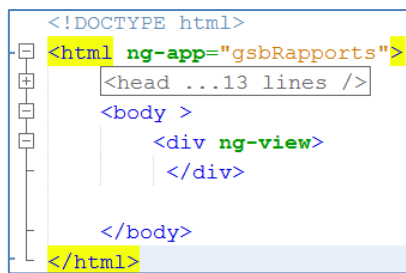 <!DOCTYPE html>
<html ng-app="gsbRapports">
<head ...13 lines />
<body >
<div ng-view>
</div>
</body>
</html>